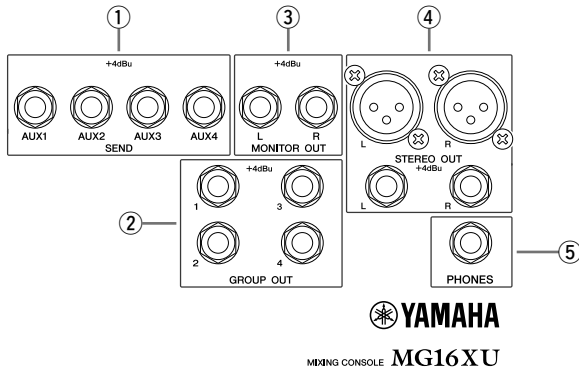 ① ③ ④
+4dBu +4dBu
AUX1 AUX2 AUX3 AUX4 L R L R
SEND MONITOR OUT STEREO OUT
+4dBu +4dBu
1 3 L R
②
2 4 ⑤
GROUP OUT PHONES
YAMAHA
MIXING CONSOLE MG16XU